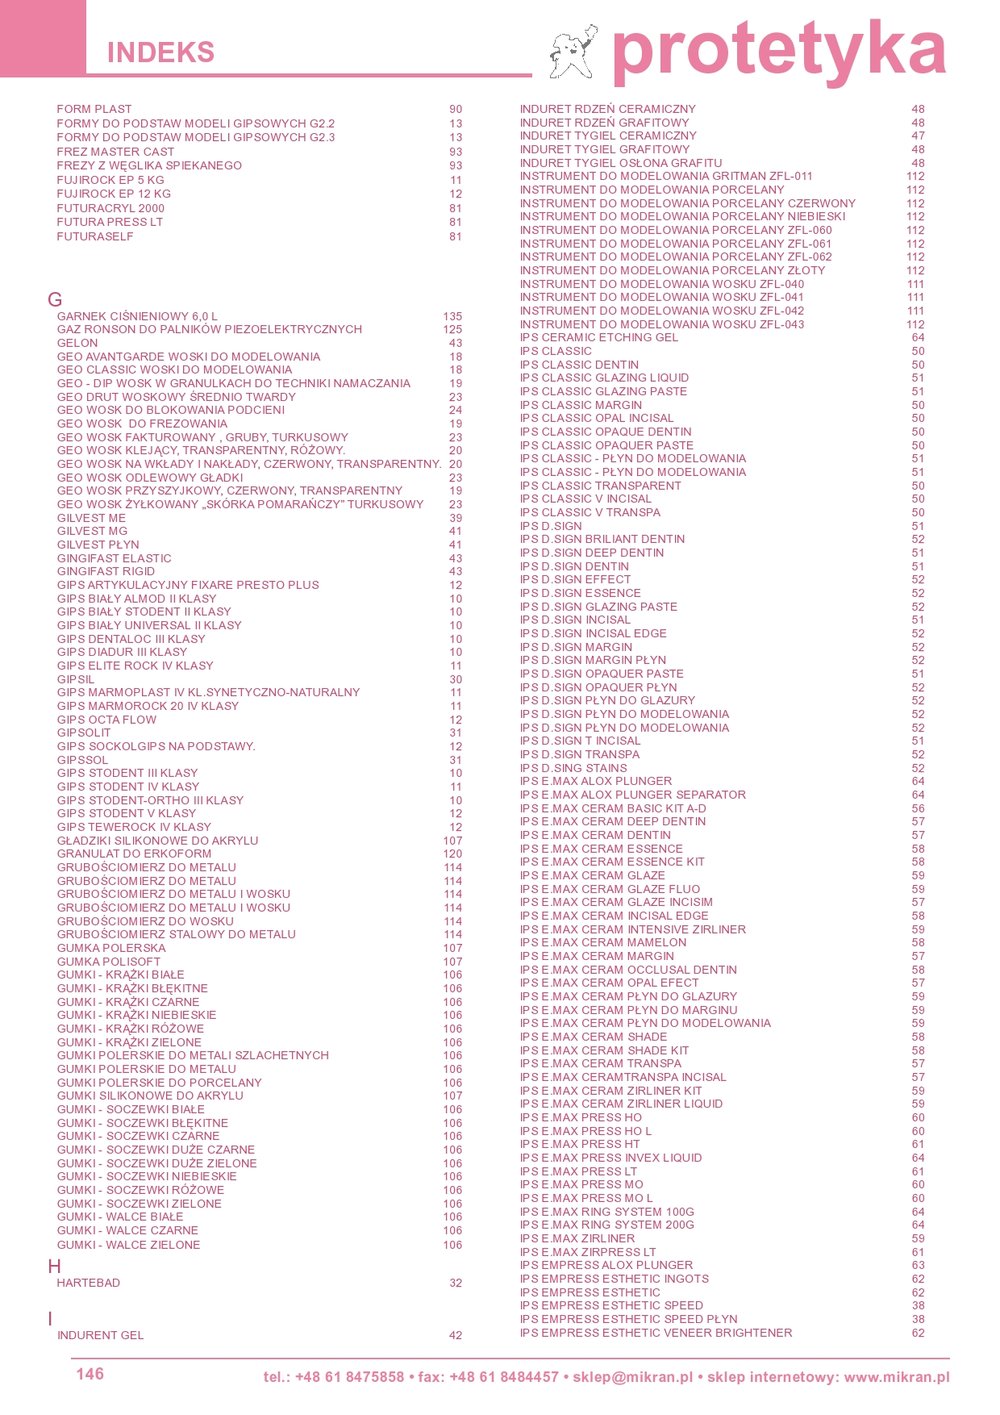 INDEKS
protetyka
FORM PLAST 90
FORMY DO PODSTAW MODELI GIPSOWYCH G2.2 13
FORMY DO PODSTAW MODELI GIPSOWYCH G2.3 13
FREZ MASTER CAST 93
FREZY Z WĘGLIKA SPIEKANEGO 93
FUJIROCK EP 5 KG 11
FUJIROCK EP 12 KG 12
FUTURACRYL 2000 81
FUTURA PRESS LT 81
FUTURASELF 81
G
GARNEK CIŚNIENIOWY 6,0 L 135
GAZ RONSON DO PALNIKÓW PIEZOELEKTRYCZNYCH 125
GELON 43
GEO AVANTGARDE WOSKI DO MODELOWANIA 18
GEO CLASSIC WOSKI DO MODELOWANIA 18
GEO - DIP WOSK W GRANULKACH DO TECHNIKI NAMACZANIA 19
GEO DRUT WOSKOWY ŚREDNIO TWARDY 23
GEO WOSK DO BLOKOWANIA PODCIENI 24
GEO WOSK DO FREZOWANIA 19
GEO WOSK FAKTUROWANY , GRUBY, TURKUSOWY 23
GEO WOSK KLEJĄCY, TRANSPARENTNY, RÓŻOWY. 20
GEO WOSK NA WKŁADY I NAKŁADY, CZERWONY, TRANSPARENTNY. 20
GEO WOSK ODLEWOWY GŁADKI 23
GEO WOSK PRZYSZYJKOWY, CZERWONY, TRANSPARENTNY 19
GEO WOSK ŻYŁKOWANY „SKÓRKA POMARAŃCZY” TURKUSOWY 23
GILVEST ME 39
GILVEST MG 41
GILVEST PŁYN 41
GINGIFAST ELASTIC 43
GINGIFAST RIGID 43
GIPS ARTYKULACYJNY FIXARE PRESTO PLUS 12
GIPS BIAŁY ALMOD II KLASY 10
GIPS BIAŁY STODENT II KLASY 10
GIPS BIAŁY UNIVERSAL II KLASY 10
GIPS DENTALOC III KLASY 10
GIPS DIADUR III KLASY 10
GIPS ELITE ROCK IV KLASY 11
GIPSIL 30
GIPS MARMOPLAST IV KL.SYNETYCZNO-NATURALNY 11
GIPS MARMOROCK 20 IV KLASY 11
GIPS OCTA FLOW 12
GIPSOLIT 31
GIPS SOCKOLGIPS NA PODSTAWY. 12
GIPSSOL 31
GIPS STODENT III KLASY 10
GIPS STODENT IV KLASY 11
GIPS STODENT-ORTHO III KLASY 10
GIPS STODENT V KLASY 12
GIPS TEWEROCK IV KLASY 12
GŁADZIKI SILIKONOWE DO AKRYLU 107
GRANULAT DO ERKOFORM 120
GRUBOŚCIOMIERZ DO METALU 114
GRUBOŚCIOMIERZ DO METALU 114
GRUBOŚCIOMIERZ DO METALU I WOSKU 114
GRUBOŚCIOMIERZ DO METALU I WOSKU 114
GRUBOŚCIOMIERZ DO WOSKU 114
GRUBOŚCIOMIERZ STALOWY DO METALU 114
GUMKA POLERSKA 107
GUMKA POLISOFT 107
GUMKI - KRĄŻKI BIAŁE 106
GUMKI - KRĄŻKI BŁĘKITNE 106
GUMKI - KRĄŻKI CZARNE 106
GUMKI - KRĄŻKI NIEBIESKIE 106
GUMKI - KRĄŻKI RÓŻOWE 106
GUMKI - KRĄŻKI ZIELONE 106
GUMKI POLERSKIE DO METALI SZLACHETNYCH 106
GUMKI POLERSKIE DO METALU 106
GUMKI POLERSKIE DO PORCELANY 106
GUMKI SILIKONOWE DO AKRYLU 107
GUMKI - SOCZEWKI BIAŁE 106
GUMKI - SOCZEWKI BŁĘKITNE 106
GUMKI - SOCZEWKI CZARNE 106
GUMKI - SOCZEWKI DUŻE CZARNE 106
GUMKI - SOCZEWKI DUŻE ZIELONE 106
GUMKI - SOCZEWKI NIEBIESKIE 106
GUMKI - SOCZEWKI RÓŻOWE 106
GUMKI - SOCZEWKI ZIELONE 106
GUMKI - WALCE BIAŁE 106
GUMKI - WALCE CZARNE 106
GUMKI - WALCE ZIELONE 106
H
HARTEBAD 32
I
INDURENT GEL 42
INDURET RDZEŃ CERAMICZNY 48
INDURET RDZEŃ GRAFITOWY 48
INDURET TYGIEL CERAMICZNY 47
INDURET TYGIEL GRAFITOWY 48
INDURET TYGIEL OSŁONA GRAFITU 48
INSTRUMENT DO MODELOWANIA GRITMAN ZFL-011 112
INSTRUMENT DO MODELOWANIA PORCELANY 112
INSTRUMENT DO MODELOWANIA PORCELANY CZERWONY 112
INSTRUMENT DO MODELOWANIA PORCELANY NIEBIESKI 112
INSTRUMENT DO MODELOWANIA PORCELANY ZFL-060 112
INSTRUMENT DO MODELOWANIA PORCELANY ZFL-061 112
INSTRUMENT DO MODELOWANIA PORCELANY ZFL-062 112
INSTRUMENT DO MODELOWANIA PORCELANY ZŁOTY 112
INSTRUMENT DO MODELOWANIA WOSKU ZFL-040 111
INSTRUMENT DO MODELOWANIA WOSKU ZFL-041 111
INSTRUMENT DO MODELOWANIA WOSKU ZFL-042 111
INSTRUMENT DO MODELOWANIA WOSKU ZFL-043 112
IPS CERAMIC ETCHING GEL 64
IPS CLASSIC 50
IPS CLASSIC DENTIN 50
IPS CLASSIC GLAZING LIQUID 51
IPS CLASSIC GLAZING PASTE 51
IPS CLASSIC MARGIN 50
IPS CLASSIC OPAL INCISAL 50
IPS CLASSIC OPAQUE DENTIN 50
IPS CLASSIC OPAQUER PASTE 50
IPS CLASSIC - PŁYN DO MODELOWANIA 51
IPS CLASSIC - PŁYN DO MODELOWANIA 51
IPS CLASSIC TRANSPARENT 50
IPS CLASSIC V INCISAL 50
IPS CLASSIC V TRANSPA 50
IPS D.SIGN 51
IPS D.SIGN BRILIANT DENTIN 52
IPS D.SIGN DEEP DENTIN 51
IPS D.SIGN DENTIN 51
IPS D.SIGN EFFECT 52
IPS D.SIGN ESSENCE 52
IPS D.SIGN GLAZING PASTE 52
IPS D.SIGN INCISAL 51
IPS D.SIGN INCISAL EDGE 52
IPS D.SIGN MARGIN 52
IPS D.SIGN MARGIN PŁYN 52
IPS D.SIGN OPAQUER PASTE 51
IPS D.SIGN OPAQUER PŁYN 52
IPS D.SIGN PŁYN DO GLAZURY 52
IPS D.SIGN PŁYN DO MODELOWANIA 52
IPS D.SIGN PŁYN DO MODELOWANIA 52
IPS D.SIGN T INCISAL 51
IPS D.SIGN TRANSPA 52
IPS D.SING STAINS 52
IPS E.MAX ALOX PLUNGER 64
IPS E.MAX ALOX PLUNGER SEPARATOR 64
IPS E.MAX CERAM BASIC KIT A-D 56
IPS E.MAX CERAM DEEP DENTIN 57
IPS E.MAX CERAM DENTIN 57
IPS E.MAX CERAM ESSENCE 58
IPS E.MAX CERAM ESSENCE KIT 58
IPS E.MAX CERAM GLAZE 59
IPS E.MAX CERAM GLAZE FLUO 59
IPS E.MAX CERAM GLAZE INCISIM 57
IPS E.MAX CERAM INCISAL EDGE 58
IPS E.MAX CERAM INTENSIVE ZIRLINER 59
IPS E.MAX CERAM MAMELON 58
IPS E.MAX CERAM MARGIN 57
IPS E.MAX CERAM OCCLUSAL DENTIN 58
IPS E.MAX CERAM OPAL EFECT 57
IPS E.MAX CERAM PŁYN DO GLAZURY 59
IPS E.MAX CERAM PŁYN DO MARGINU 59
IPS E.MAX CERAM PŁYN DO MODELOWANIA 59
IPS E.MAX CERAM SHADE 58
IPS E.MAX CERAM SHADE KIT 58
IPS E.MAX CERAM TRANSPA 57
IPS E.MAX CERAMTRANSPA INCISAL 57
IPS E.MAX CERAM ZIRLINER KIT 59
IPS E.MAX CERAM ZIRLINER LIQUID 59
IPS E.MAX PRESS HO 60
IPS E.MAX PRESS HO L 60
IPS E.MAX PRESS HT 61
IPS E.MAX PRESS INVEX LIQUID 64
IPS E.MAX PRESS LT 61
IPS E.MAX PRESS MO 60
IPS E.MAX PRESS MO L 60
IPS E.MAX RING SYSTEM 100G 64
IPS E.MAX RING SYSTEM 200G 64
IPS E.MAX ZIRLINER 59
IPS E.MAX ZIRPRESS LT 61
IPS EMPRESS ALOX PLUNGER 63
IPS EMPRESS ESTHETIC INGOTS 62
IPS EMPRESS ESTHETIC 62
IPS EMPRESS ESTHETIC SPEED 38
IPS EMPRESS ESTHETIC SPEED PŁYN 38
IPS EMPRESS ESTHETIC VENEER BRIGHTENER 62
146
tel.: +48 61 8475858 • fax: +48 61 8484457 • sklep@mikran.pl • sklep internetowy: www.mikran.pl